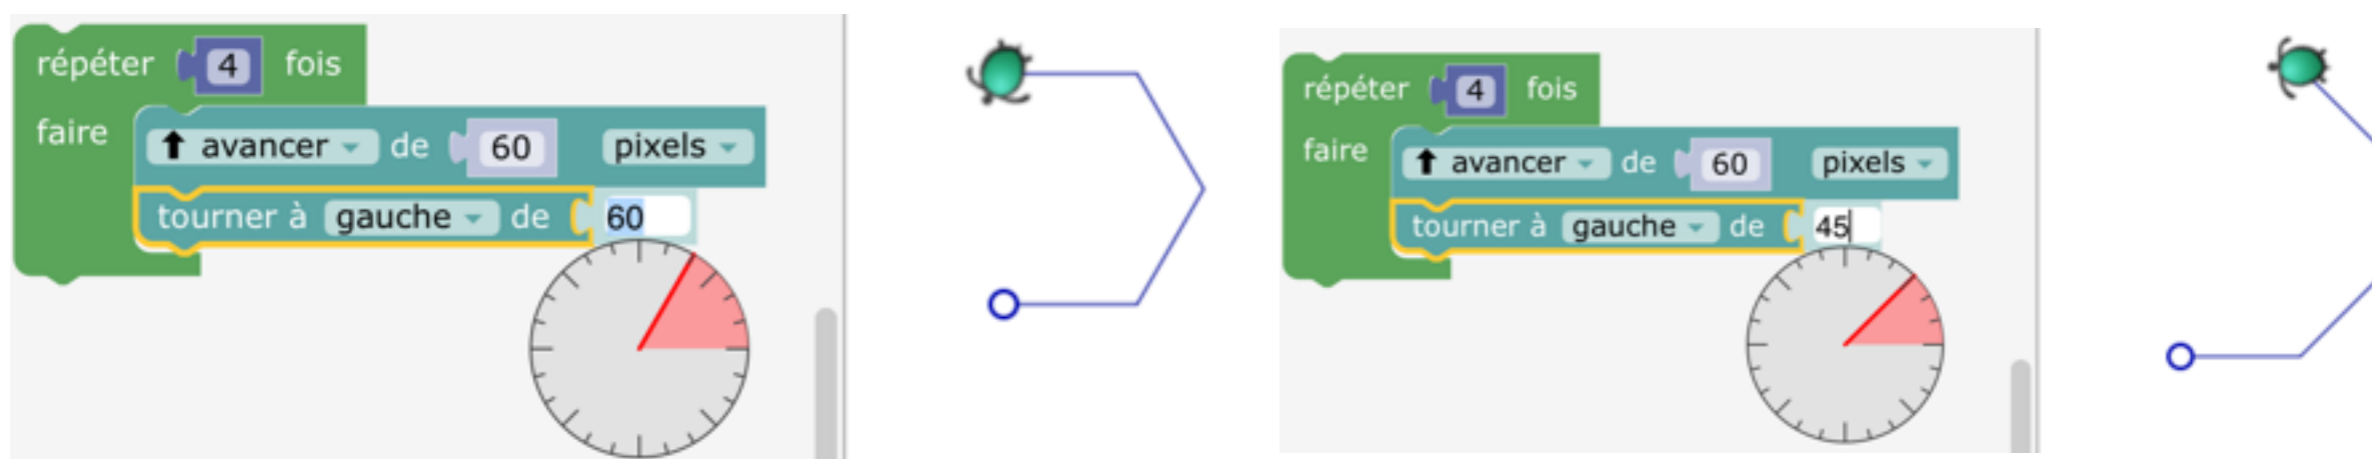 répéter 4 fois
faire
avancer de 60 pixels
tourner à gauche de 60
répéter 4 fois
faire
avancer de 60 pixels
tourner à gauche de 45